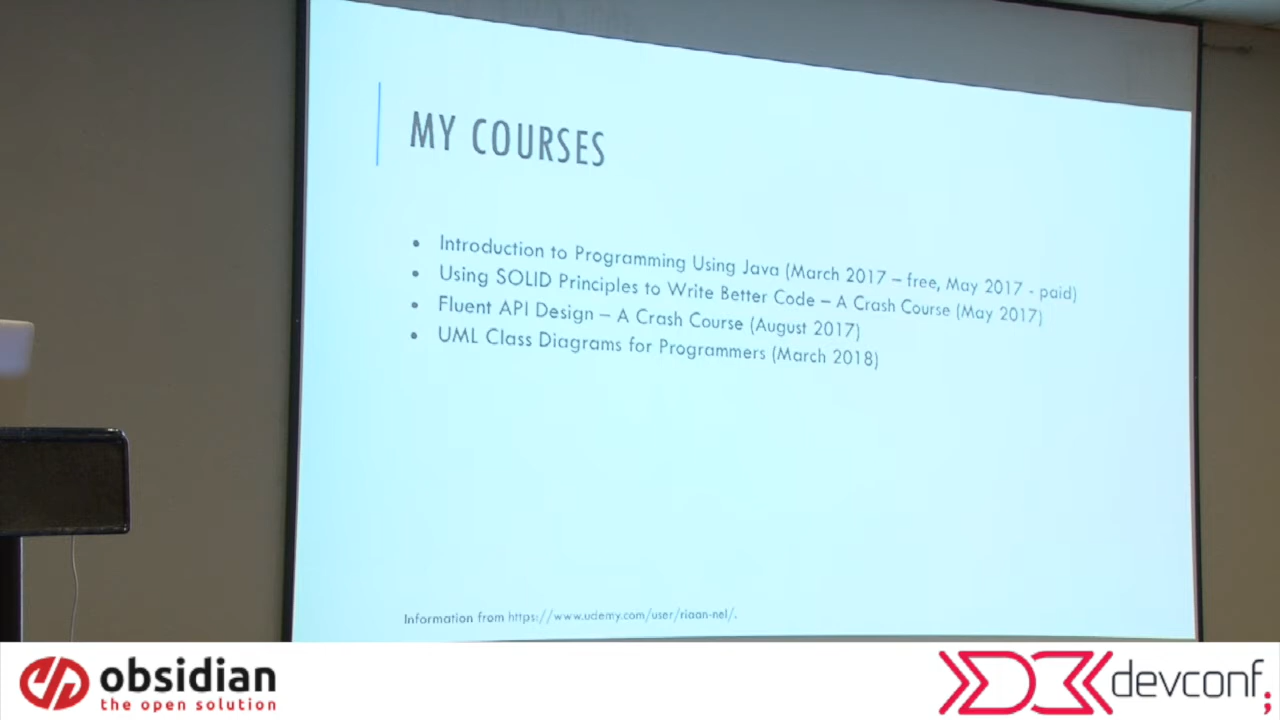 MY COURSES
• Introduction to Programming Using Java (March 2017 – free, May 2017 - paid)
• Using SOLID Principles to Write Better Code – A Crash Course (May 2017)
• Fluent API Design – A Crash Course (August 2017)
• UML Class Diagrams for Programmers (March 2018)
Information from https://www.udemy.com/user/riaan-nel/.
obsidian
the open solution
devconf;